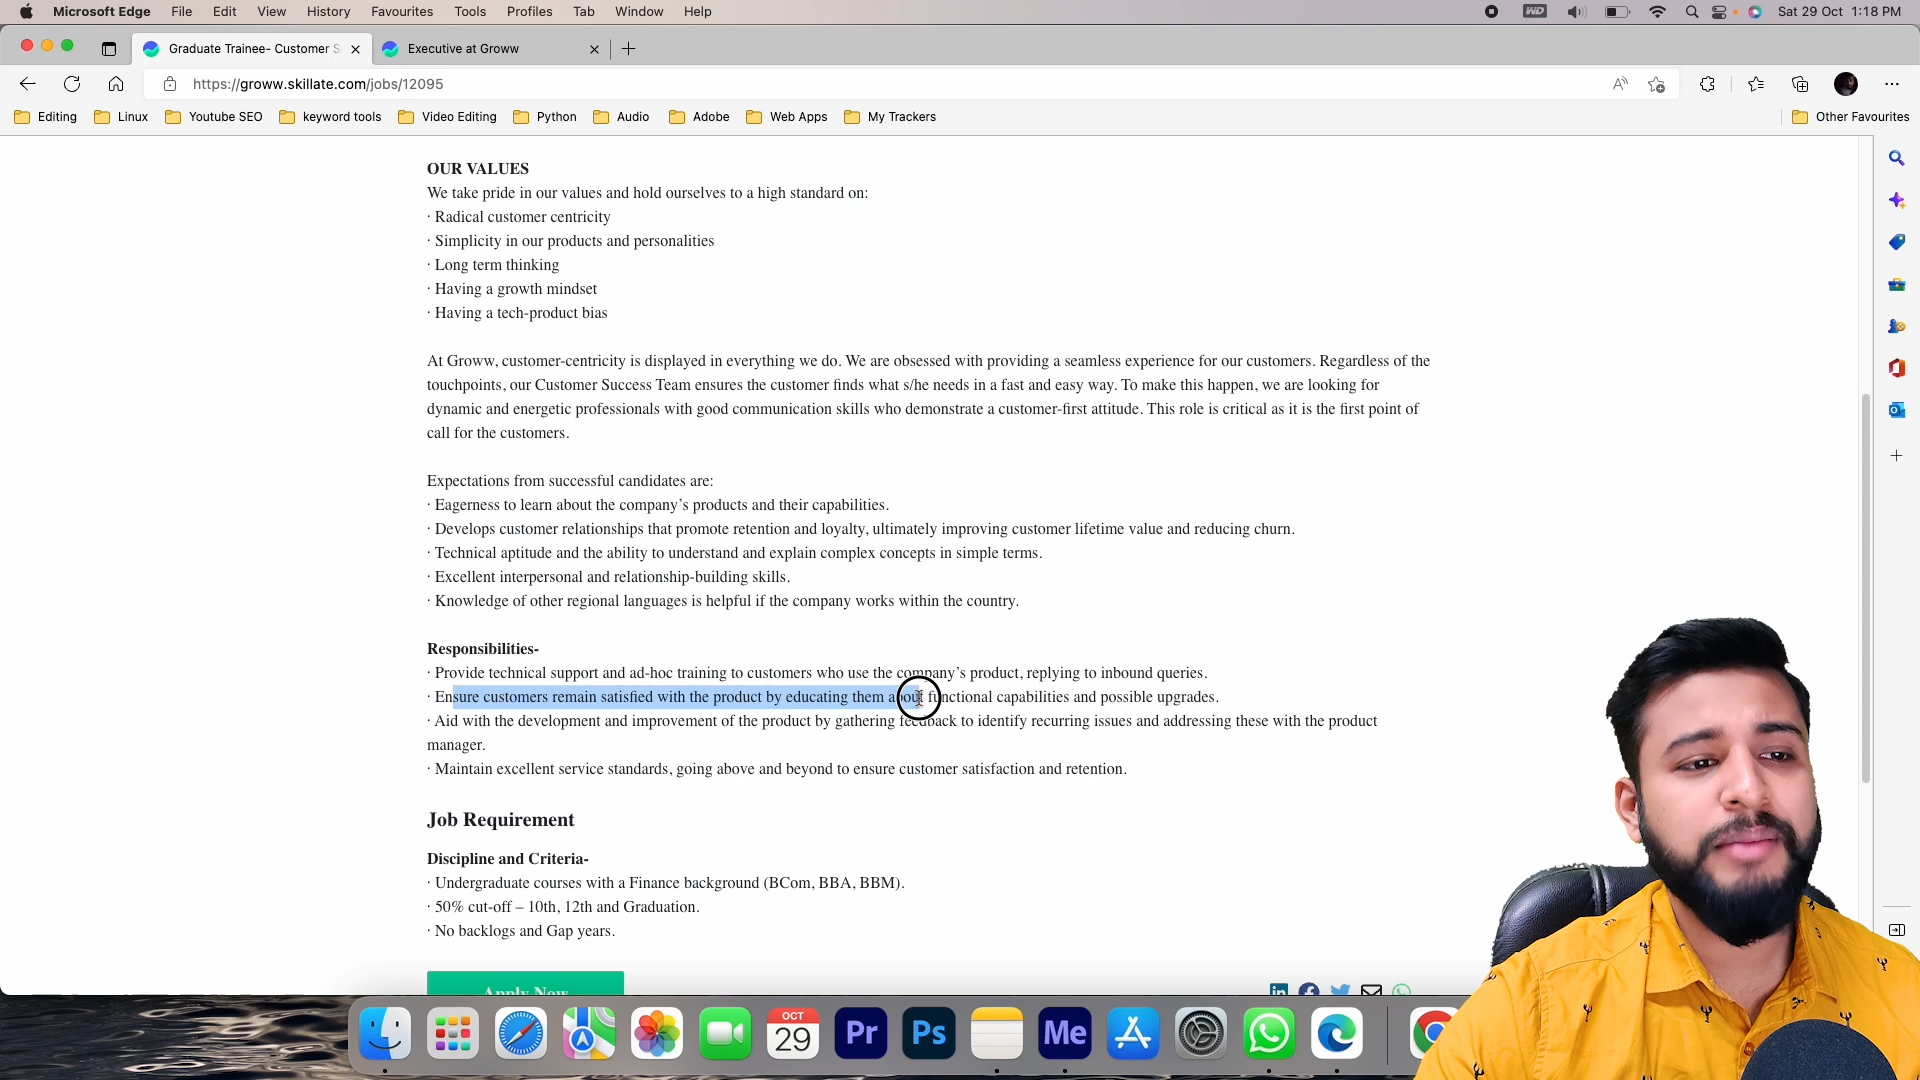 Microsoft Edge File Edit View History Favourites Tools Profiles Tab Window Help
WD
Sat 29 Oct 1:18 PM
Graduate Trainee- Customer S
Executive at Groww
https://groww.skillate.com/jobs/12095
Editing Linux Youtube SEO keyword tools Video Editing Python Audio Adobe Web Apps My Trackers Other Favourites
OUR VALUES
We take pride in our values and hold ourselves to a high standard on:
· Radical customer centricity
· Simplicity in our products and personalities
· Long term thinking
· Having a growth mindset
· Having a tech-product bias
At Groww, customer-centricity is displayed in everything we do. We are obsessed with providing a seamless experience for our customers. Regardless of the
touchpoints, our Customer Success Team ensures the customer finds what s/he needs in a fast and easy way. To make this happen, we are looking for
dynamic and energetic professionals with good communication skills who demonstrate a customer-first attitude. This role is critical as it is the first point of
call for the customers.
Expectations from successful candidates are:
· Eagerness to learn about the company's products and their capabilities.
· Develops customer relationships that promote retention and loyalty, ultimately improving customer lifetime value and reducing churn.
· Technical aptitude and the ability to understand and explain complex concepts in simple terms.
· Excellent interpersonal and relationship-building skills.
· Knowledge of other regional languages is helpful if the company works within the country.
Responsibilities-
· Provide technical support and ad-hoc training to customers who use the company's product, replying to inbound queries.
· Ensure customers remain satisfied with the product by educating them about functional capabilities and possible upgrades.
· Aid with the development and improvement of the product by gathering feedback to identify recurring issues and addressing these with the product
manager.
· Maintain excellent service standards, going above and beyond to ensure customer satisfaction and retention.
Job Requirement
Discipline and Criteria-
· Undergraduate courses with a Finance background (BCom, BBA, BBM).
· 50% cut-off – 10th, 12th and Graduation.
· No backlogs and Gap years.
Apply Now
OCT
29
Pr
Ps
Me